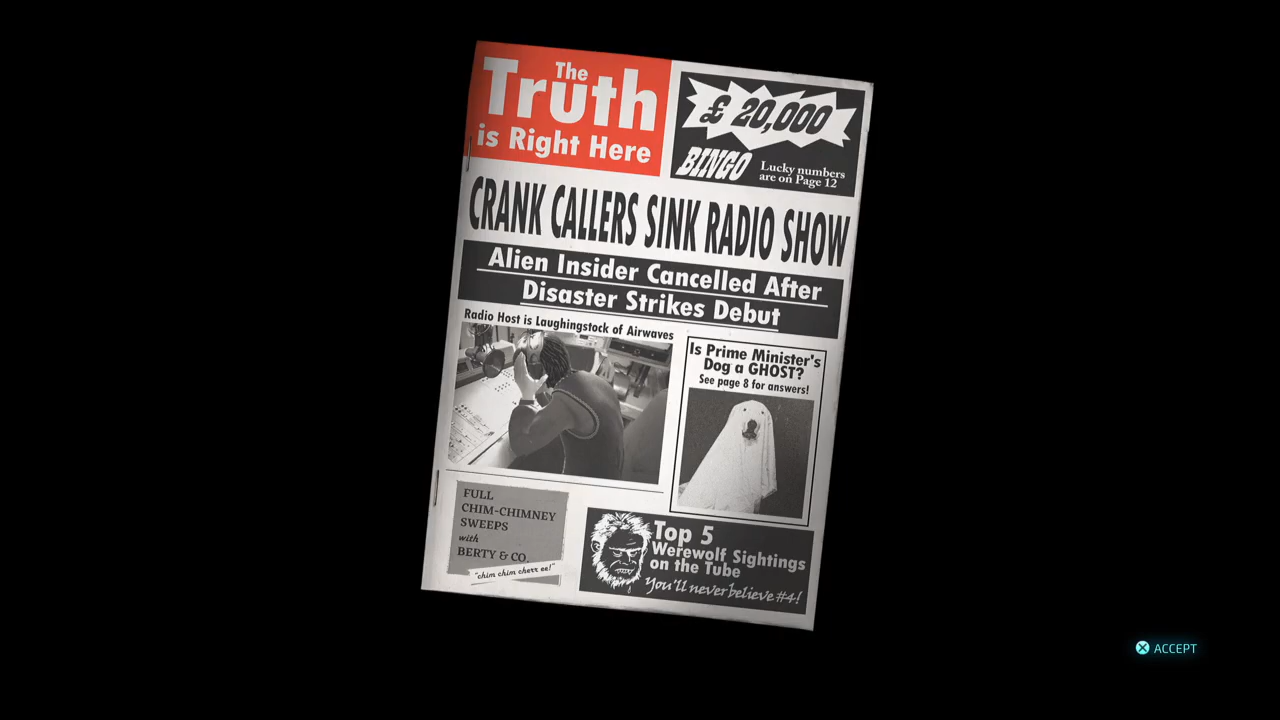 The
Truth
is Right Here
£ 20,000
BINGO
Lucky numbers
are on Page 12
CRANK CALLERS SINK RADIO SHOW
Alien Insider Cancelled After
Disaster Strikes Debut
Radio Host is Laughingstock of Airwaves
Is Prime Minister's
Dog a GHOST?
See page 8 for answers!
FULL
CHIM-CHIMNEY
SWEEPS
with
BERTY & CO.
"chim chim cherr ee!"
Top 5
Werewolf Sightings
on the Tube
You'll never believe #4!
ACCEPT